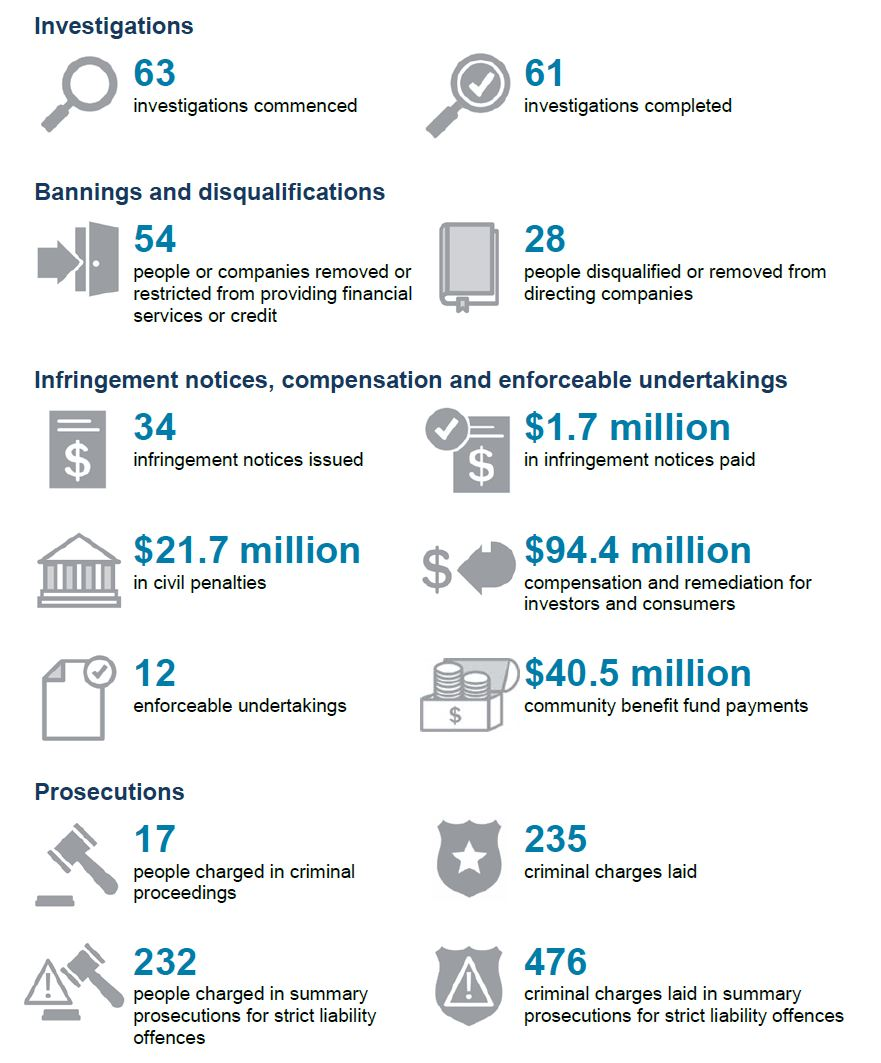 Investigations
63
investigations commenced
61
investigations completed
Bannings and disqualifications
54
people or companies removed or
restricted from providing financial
services or credit
28
people disqualified or removed from
directing companies
Infringement notices, compensation and enforceable undertakings
$
34
infringement notices issued
$
$1.7 million
in infringement notices paid
$21.7 million
in civil penalties
$
$94.4 million
compensation and remediation for
investors and consumers
12
enforceable undertakings
$
$40.5 million
community benefit fund payments
Prosecutions
17
people charged in criminal
proceedings
235
criminal charges laid
!
232
people charged in summary
prosecutions for strict liability
offences
!
476
criminal charges laid in summary
prosecutions for strict liability offences